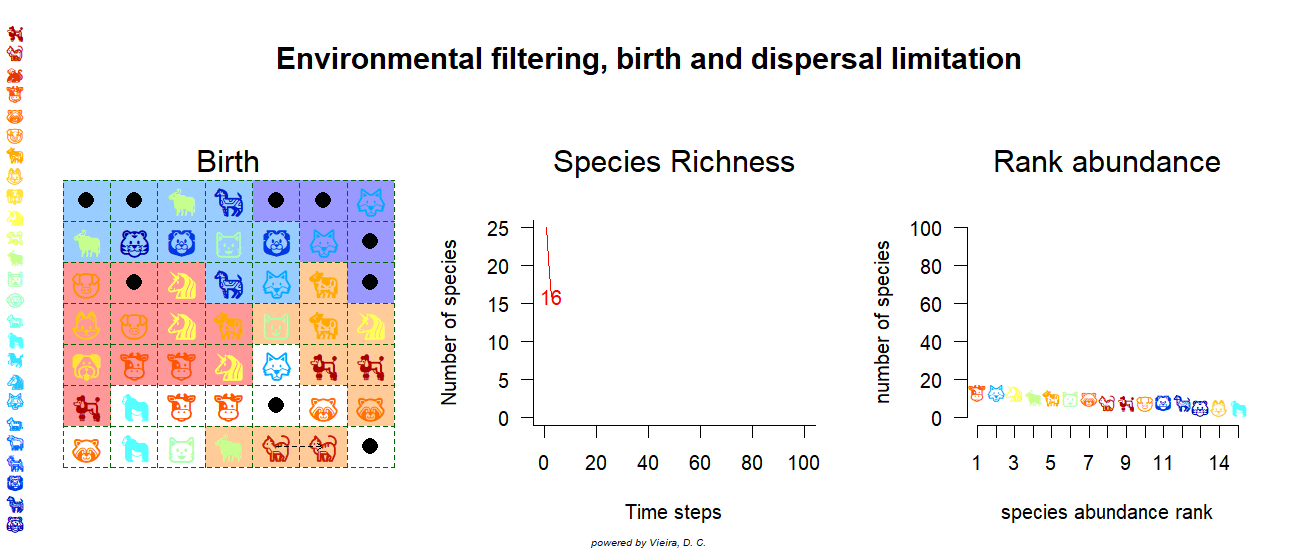 Environmental filtering, birth and dispersal limitation
Birth
Species Richness
Rank abundance
Number of species
25
20
15
10
5
0
16
0 20 40 60 80 100
Time steps
number of species
100
80
60
40
20
0
1 3 5 7 9 11 14
species abundance rank
powered by Vieira, D. C.